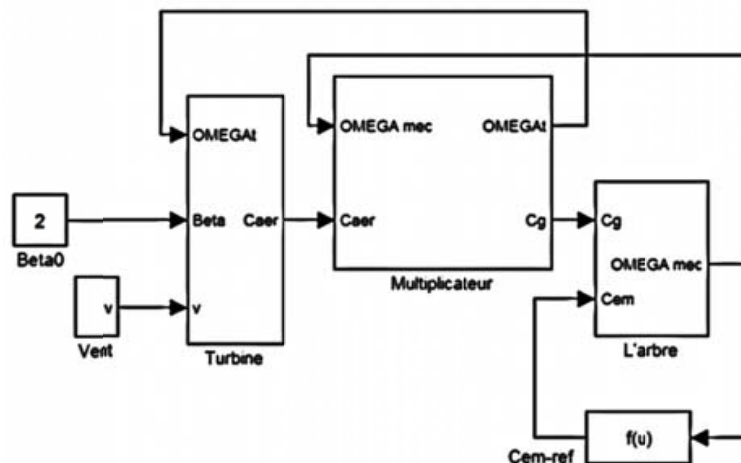 OMEGAt
Beta Caer
v
Turbine
2
Beta0
v
Vent
OMEGA mec OMEGAt
Caer Cg
Multiplicateur
Cg
OMEGA mec
Cem
L'arbre
f(u)
Cem-ref